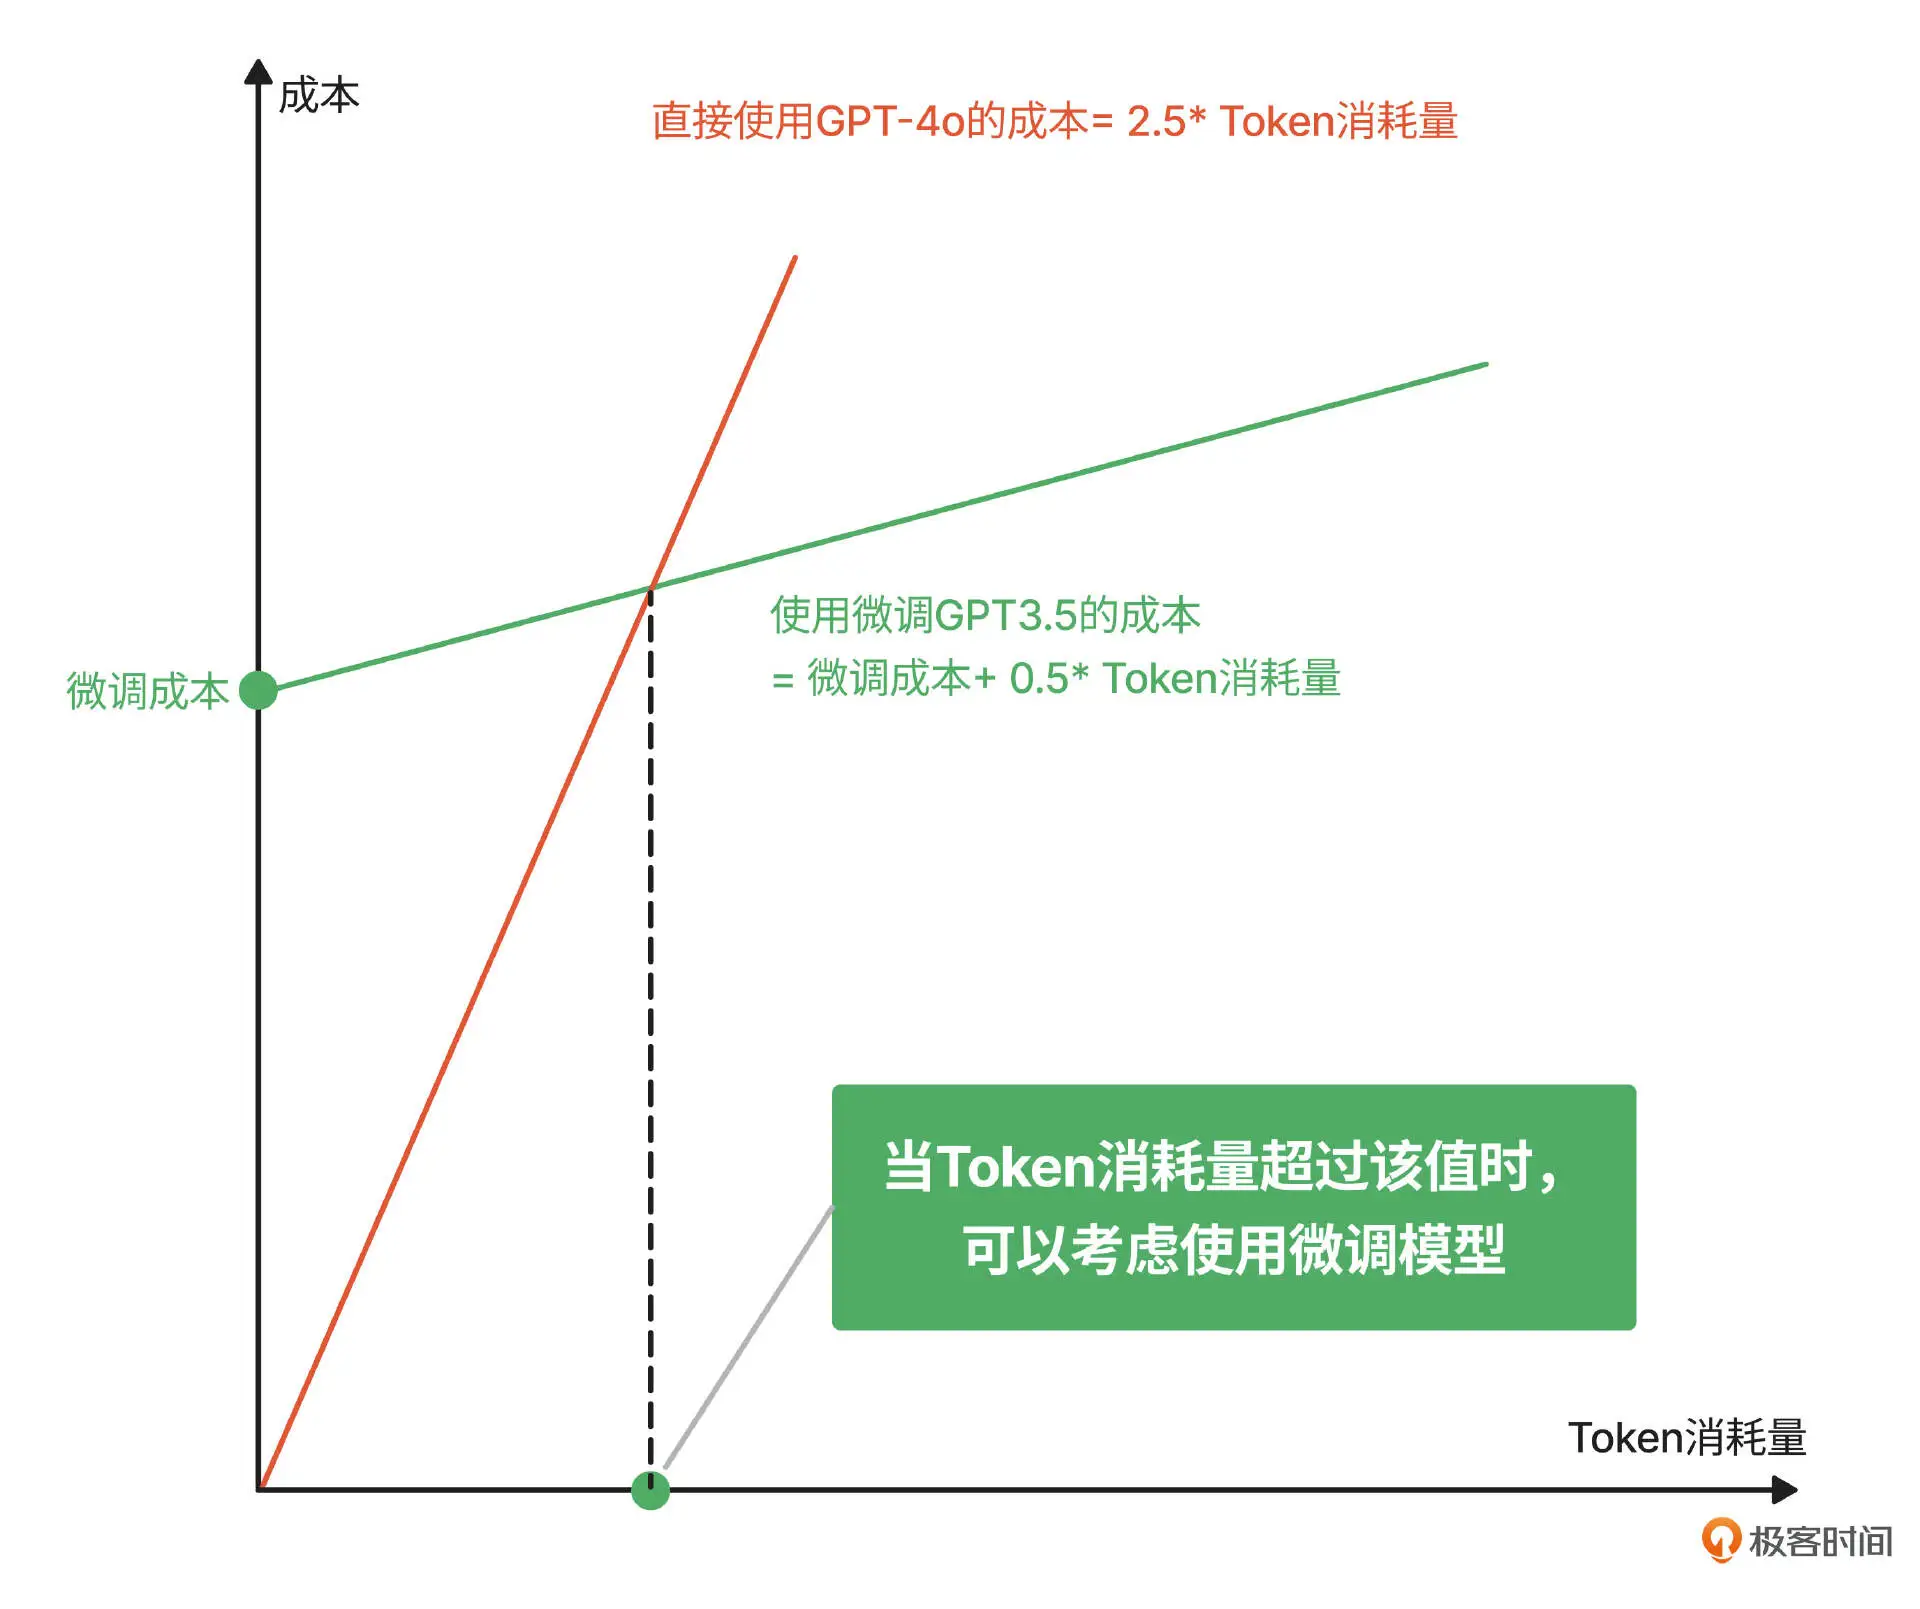 成本
直接使用GPT-4o的成本= 2.5* Token消耗量
使用微调GPT3.5的成本
= 微调成本+ 0.5* Token消耗量
微调成本
当Token消耗量超过该值时，
可以考虑使用微调模型
Token消耗量
极客时间